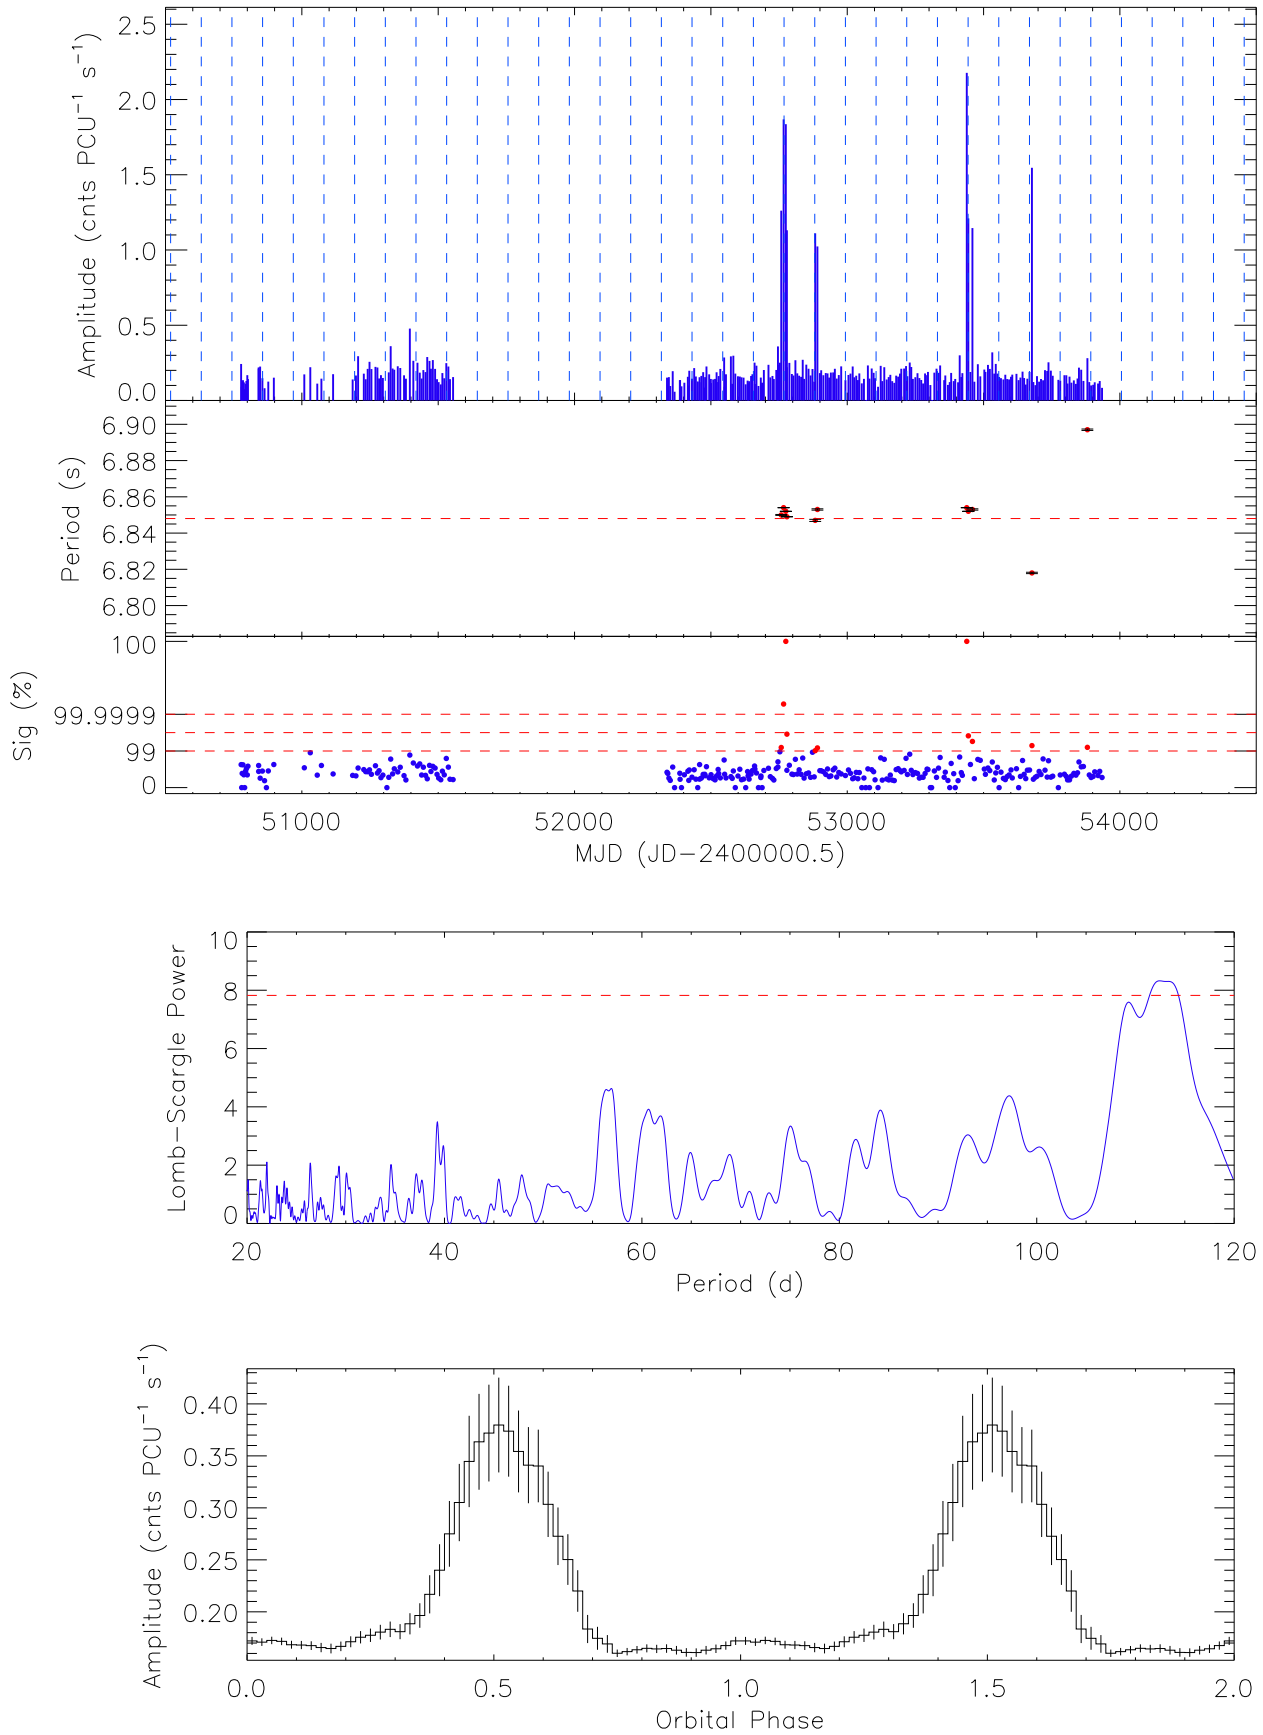 Amplitude (cnts PCU⁻¹ s⁻¹)
2.5
2.0
1.5
1.0
0.5
0.0
Period (s)
6.90
6.88
6.86
6.84
6.82
6.80
Sig (%)
100
99.9999
99
0
51000 52000 53000 54000
MJD (JD−2400000.5)
Lomb−Scargle Power
10
8
6
4
2
0
20 40 60 80 100 120
Period (d)
Amplitude (cnts PCU⁻¹ s⁻¹)
0.40
0.35
0.30
0.25
0.20
0.0 0.5 1.0 1.5 2.0
Orbital Phase